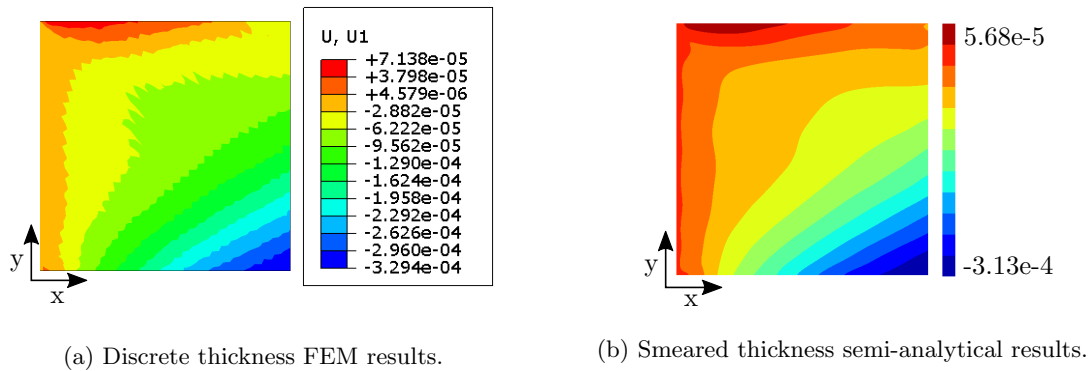 U, U1
+7.138e-05
+3.798e-05
+4.579e-06
-2.882e-05
-6.222e-05
-9.562e-05
-1.290e-04
-1.624e-04
-1.958e-04
-2.292e-04
-2.626e-04
-2.960e-04
-3.294e-04
y
x
(a) Discrete thickness FEM results.
5.68e-5
-3.13e-4
y
x
(b) Smeared thickness semi-analytical results.